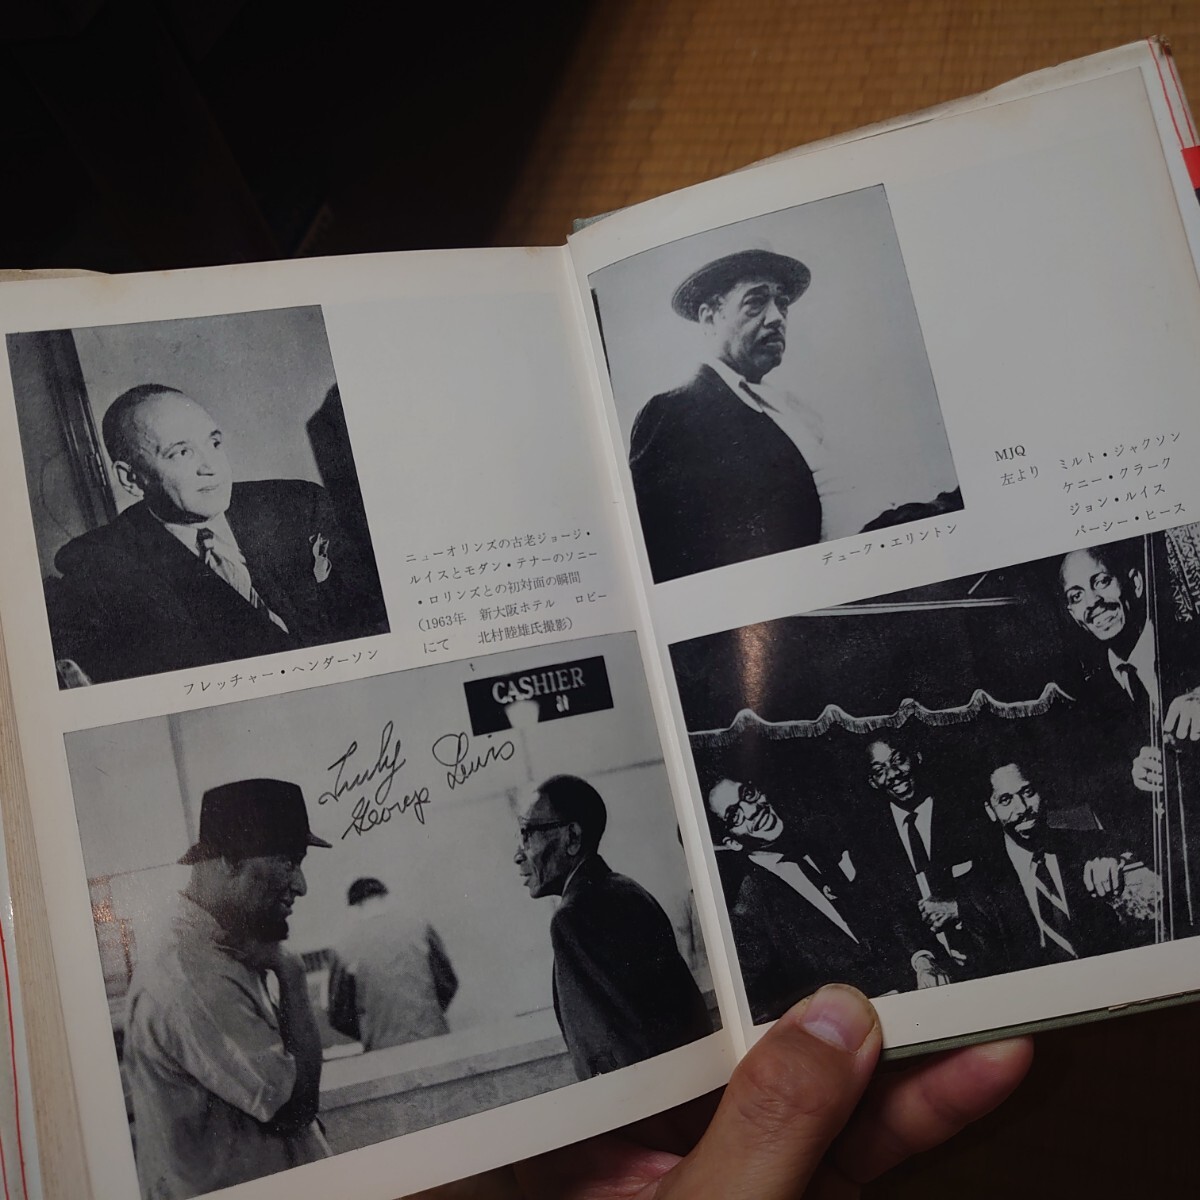 フレッチャー・ヘンダーソン
ニューオリンズの古老ジョージ・
ルイスとモダン・テナーのソニー
・ロリンズとの初対面の瞬間
(1963年 新大阪ホテル ロビー
にて 北村睦雄氏撮影)
CASHIER
Truly
George Lewis
デューク・エリントン
MJQ
左より ミルト・ジャクソン
ケニー・クラーク
ジョン・ルイス
パーシー・ヒース